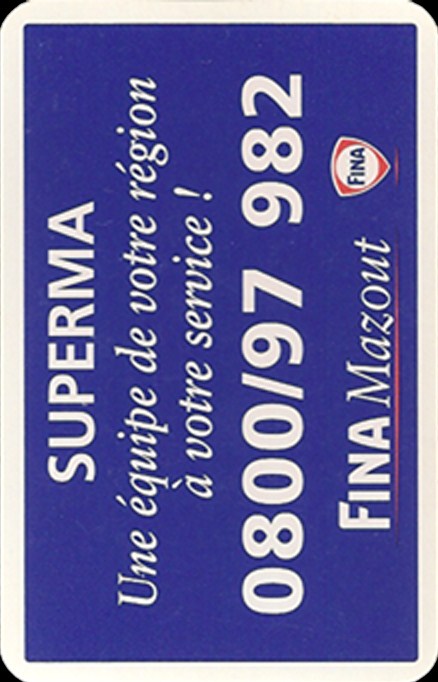 SUPERMA
Une équipe de votre région
à votre service !
0800/97 982
FINA Mazout
FINA